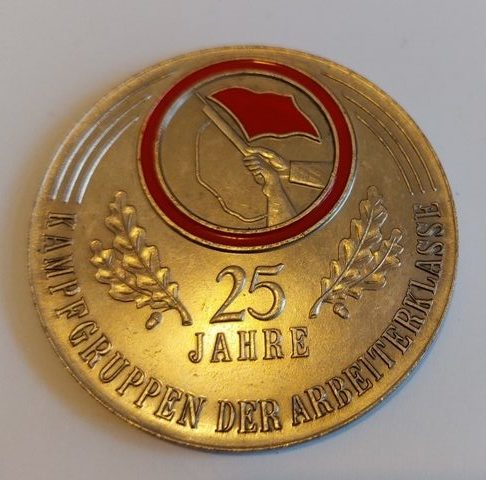 25
JAHRE
KAMPFGRUPPEN DER ARBEITERKLASSE